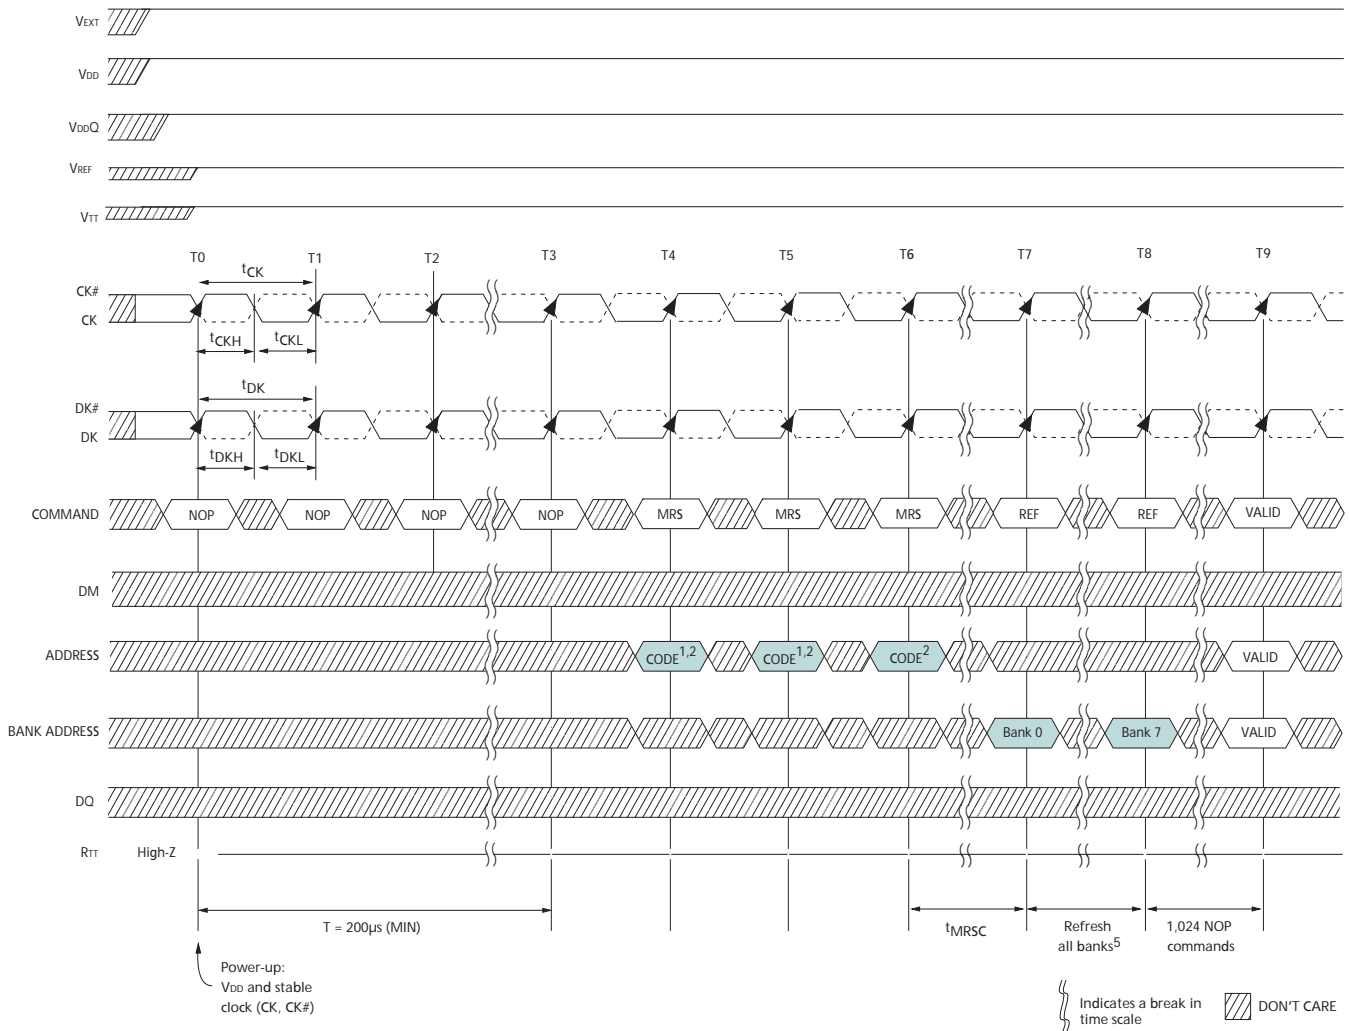 VEXT
VDD
VDDQ
VREF
VTT
T0 T1 T2 T3 T4 T5 T6 T7 T8 T9
tCK
CK#
CK
tCKH tCKL
tDK
DK#
DK
tDKH tDKL
COMMAND NOP NOP NOP NOP MRS MRS MRS REF REF VALID
DM
ADDRESS CODE1,2 CODE1,2 CODE2 VALID
BANK ADDRESS Bank 0 Bank 7 VALID
DQ
RTT High-Z
T = 200µs (MIN)
tMRSC
Refresh
all banks5
1,024 NOP
commands
Power-up:
VDD and stable
clock (CK, CK#)
Indicates a break in
time scale
DON'T CARE